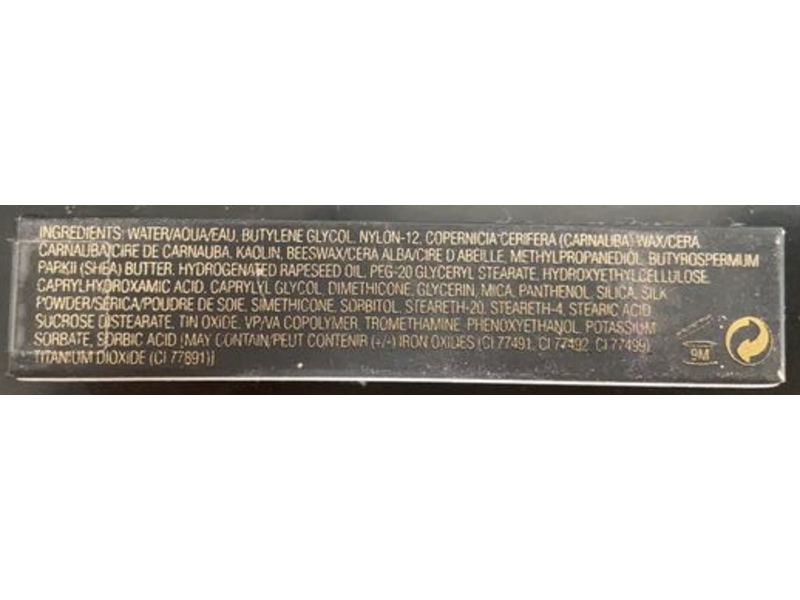 INGREDIENTS: WATER/AQUA/EAU, BUTYLENE GLYCOL, NYLON-12, COPERNICIA CERIFERA (CARNAUBA) WAX/CERA
CARNAUBA/CIRE DE CARNAUBA, KAOLIN, BEESWAX/CERA ALBA/CIRE D'ABEILLE, METHYLPROPANEDIOL, BUTYROSPERMUM
PARKII (SHEA) BUTTER, HYDROGENATED RAPESEED OIL, PEG-20 GLYCERYL STEARATE, HYDROXYETHYLCELLULOSE,
CAPRYLHYDROXAMIC ACID, CAPRYLYL GLYCOL, DIMETHICONE, GLYCERIN, MICA, PANTHENOL, SILICA, SILK
POWDER/SERICA/POUDRE DE SOIE, SIMETHICONE, SORBITOL, STEARETH-20, STEARETH-4, STEARIC ACID
SUCROSE DISTEARATE, TIN OXIDE, VP/VA COPOLYMER, TROMETHAMINE, PHENOXYETHANOL, POTASSIUM
SORBATE, SORBIC ACID [MAY CONTAIN/PEUT CONTENIR (+/-) IRON OXIDES (CI 77491, CI 77492, CI 77499)
TITANIUM DIOXIDE (CI 77891)]
9M